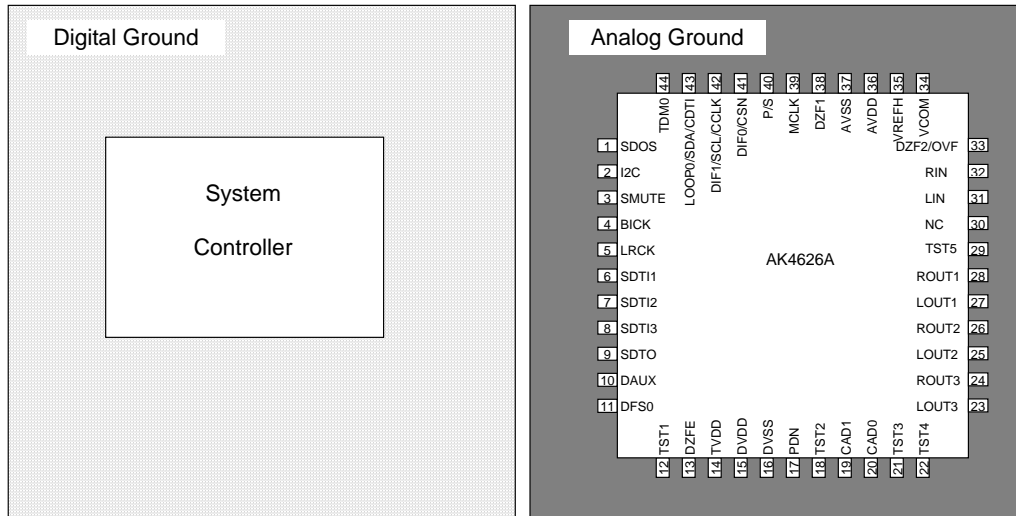 Digital Ground
Analog Ground
System
Controller
44 TDM0
43 LOOP0/SDA/CDTI
42 DIF1/SCL/CCLK
41 DIF0/CSN
40 P/S
39 MCLK
38 DZF1
37 AVSS
36 AVDD
35 VREFH
34 VCOM
1 SDOS
2 I2C
3 SMUTE
4 BICK
5 LRCK
6 SDTI1
7 SDTI2
8 SDTI3
9 SDTO
10 DAUX
11 DFS0
AK4626A
DZF2/OVF 33
RIN 32
LIN 31
NC 30
TST5 29
ROUT1 28
LOUT1 27
ROUT2 26
LOUT2 25
ROUT3 24
LOUT3 23
12 TST1
13 DZFE
14 TVDD
15 DVDD
16 DVSS
17 PDN
18 TST2
19 CAD1
20 CAD0
21 TST3
22 TST4